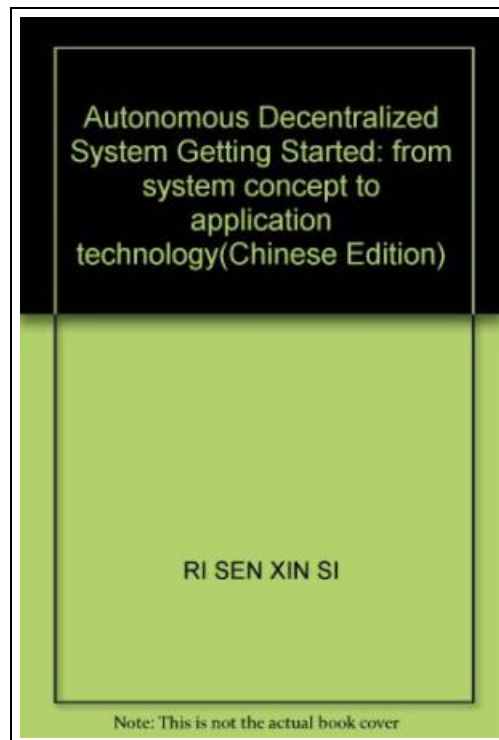 Autonomous Decentralized
System Getting Started: from
system concept to
application
technology(Chinese Edition)
RI SEN XIN SI
Note: This is not the actual book cover